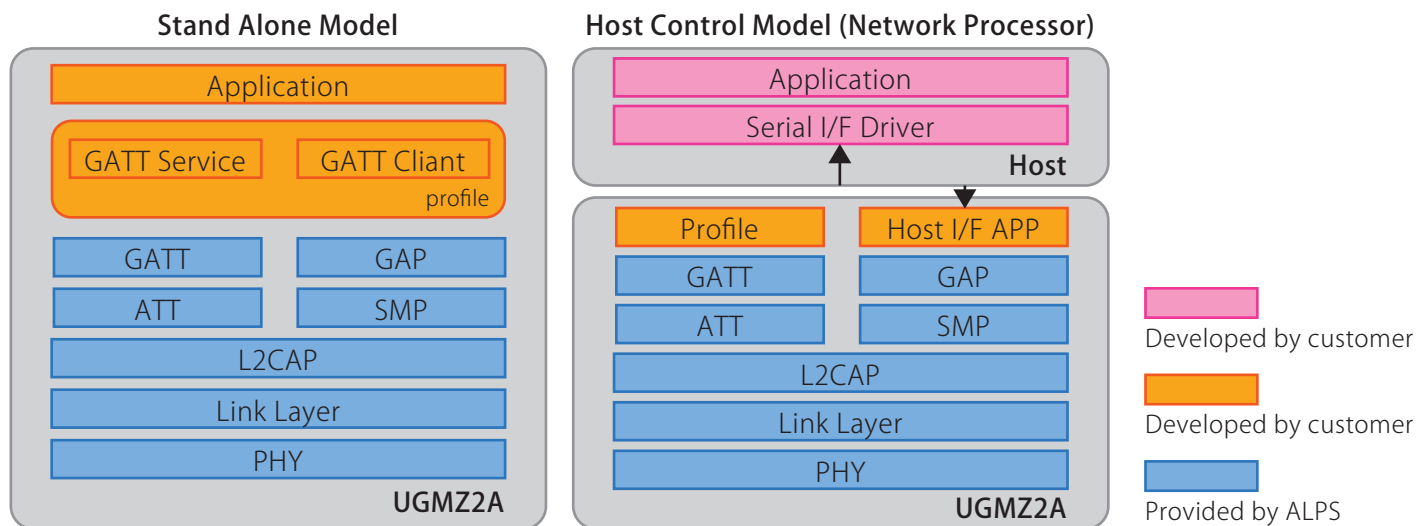 Stand Alone Model
Application
GATT Service GATT Cliant
profile
GATT GAP
ATT SMP
L2CAP
Link Layer
PHY
UGMZ2A
Host Control Model (Network Processor)
Application
Serial I/F Driver
Host
Profile Host I/F APP
GATT GAP
ATT SMP
L2CAP
Link Layer
PHY
UGMZ2A
Developed by customer
Developed by customer
Provided by ALPS